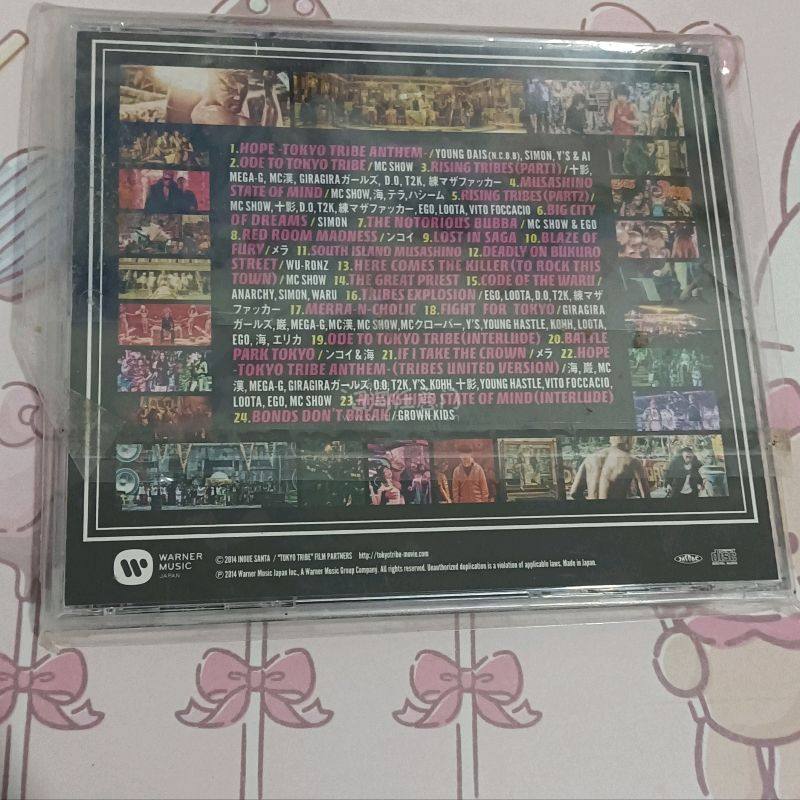 1.HOPE -TOKYO TRIBE ANTHEM-/YOUNG DAIS(N.C.B.B), SIMON, Y'S & AI
2.ODE TO TOKYO TRIBE/MC SHOW 3.RISING TRIBES(PART1)/十影,
MEGA-G, MC漢, GIRAGIRAガールズ, D.O, T2K, 練マザファッカー 4.MUSASHINO
STATE OF MIND/MC SHOW, 海, テラ, ハシーム 5.RISING TRIBES(PART2)/
MC SHOW, 十影, D.O, T2K, 練マザファッカー, EGO, LOOTA, VITO FOCCACIO 6.BIG CITY
OF DREAMS/SIMON 7.THE NOTORIOUS BUBBA/MC SHOW & EGO
8.RED ROOM MADNESS/ンコイ 9.LOST IN SAGA 10.BLAZE OF
FURY/メラ 11.SOUTH ISLAND MUSASHINO 12.DEADLY ON BUKURO
STREET/WU-RONZ 13.HERE COMES THE KILLER(TO ROCK THIS
TOWN)/MC SHOW 14.THE GREAT PRIEST 15.CODE OF THE WARU/
ANARCHY, SIMON, WARU 16.TRIBES EXPLOSION/EGO, LOOTA, D.O, T2K, 練マザ
ファッカー 17.MERRA-N-CHOLIC 18.FIGHT FOR TOKYO/GIRAGIRA
ガールズ, 巌, MEGA-G, MC漢, MC SHOW, MCクローバー, Y'S, YOUNG HASTLE, KOHH, LOOTA,
EGO, 海, エリカ 19.ODE TO TOKYO TRIBE(INTERLUDE) 20.BATTLE
PARK TOKYO/ンコイ&海 21.IF I TAKE THE CROWN/メラ 22.HOPE
-TOKYO TRIBE ANTHEM-(TRIBES UNITED VERSION)/海, 巌, MC
漢, MEGA-G, GIRAGIRAガールズ, D.O, T2K, Y'S, KOHH, 十影, YOUNG HASTLE, VITO FOCCACIO,
LOOTA, EGO, MC SHOW 23.MUSASHINO STATE OF MIND(INTERLUDE)
24.BONDS DON'T BREAK/GROWN KIDS
WARNER
MUSIC
JAPAN
Ⓒ2014 INOUE SANTA / "TOKYO TRIBE" FILM PARTNERS http://tokyotribe-movie.com
Ⓟ2014 Warner Music Japan Inc., A Warner Music Group Company. All rights reserved. Unauthorized duplication is a violation of applicable laws. Made in Japan.
disc
DIGITAL AUDIO